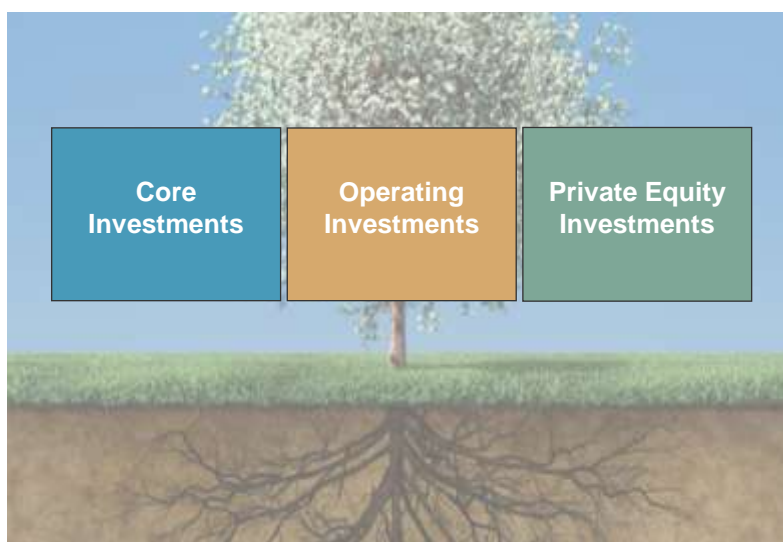 Core
Investments
Operating
Investments
Private Equity
Investments